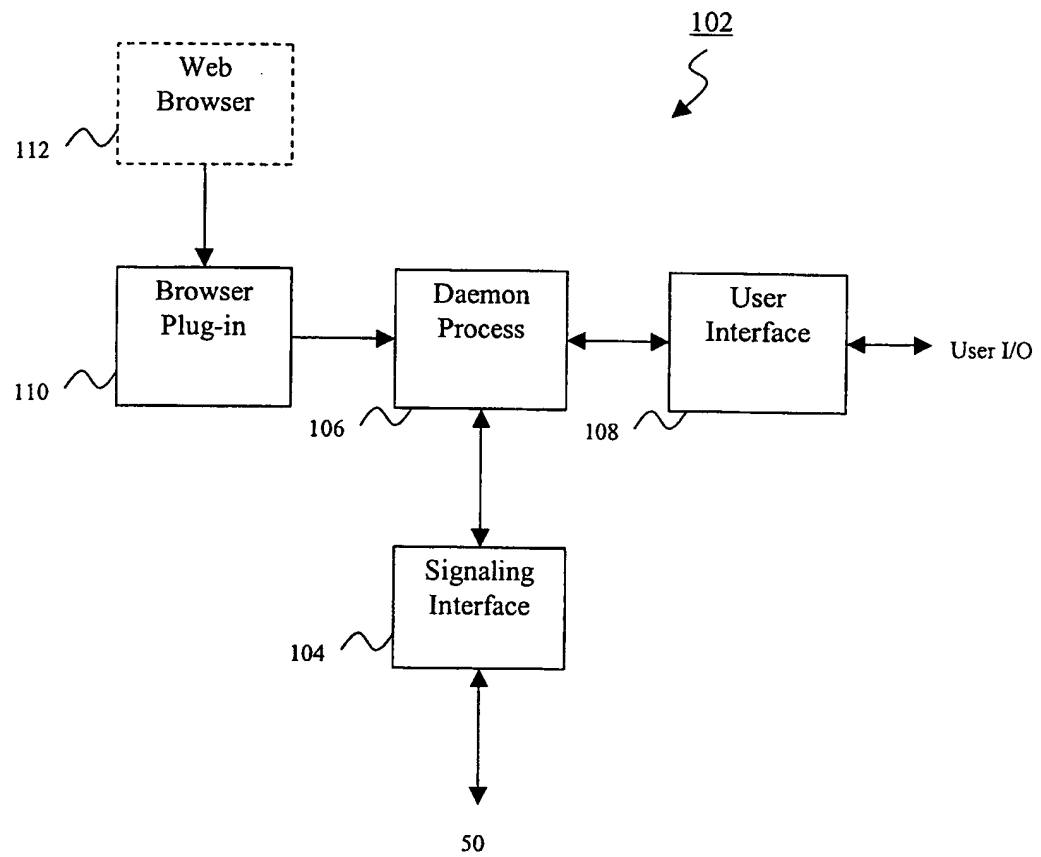 102
Web
Browser
112
Browser
Plug-in
110
Daemon
Process
106
User
Interface
108
User I/O
Signaling
Interface
104
50